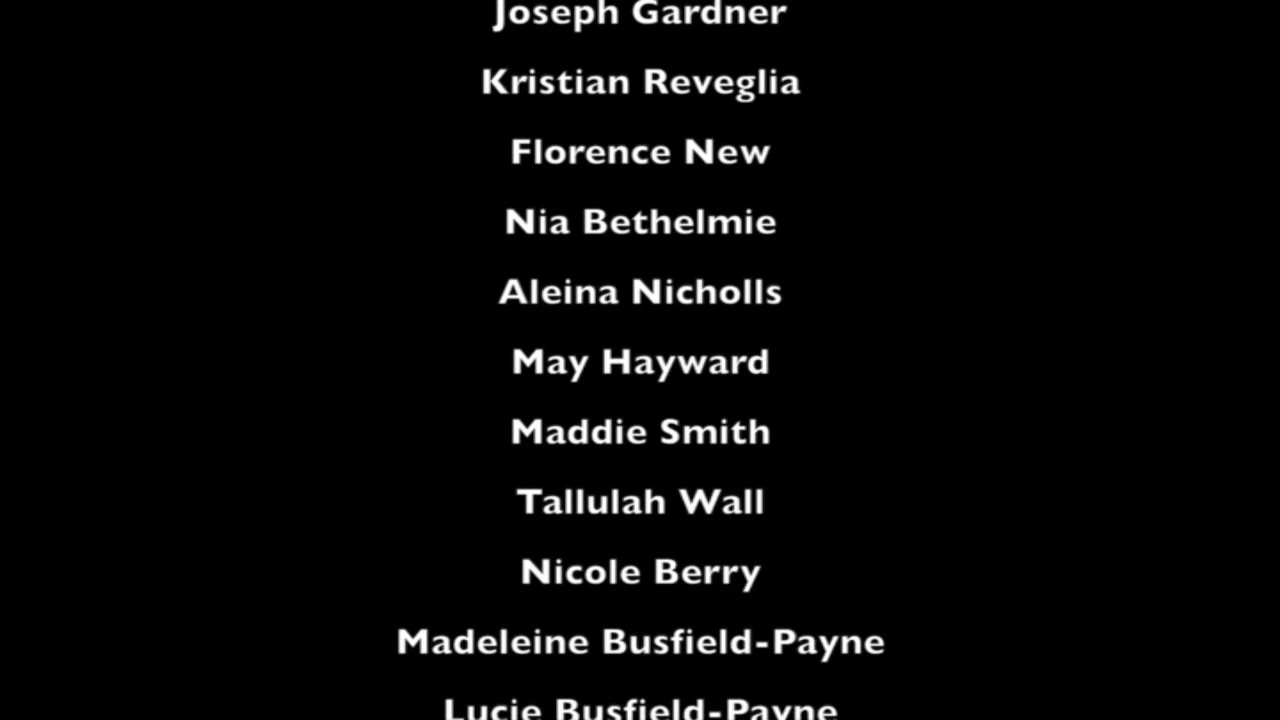 Joseph Gardner
Kristian Reveglia
Florence New
Nia Bethelmie
Aleina Nicholls
May Hayward
Maddie Smith
Tallulah Wall
Nicole Berry
Madeleine Busfield-Payne
Lucie Busfield-Payne